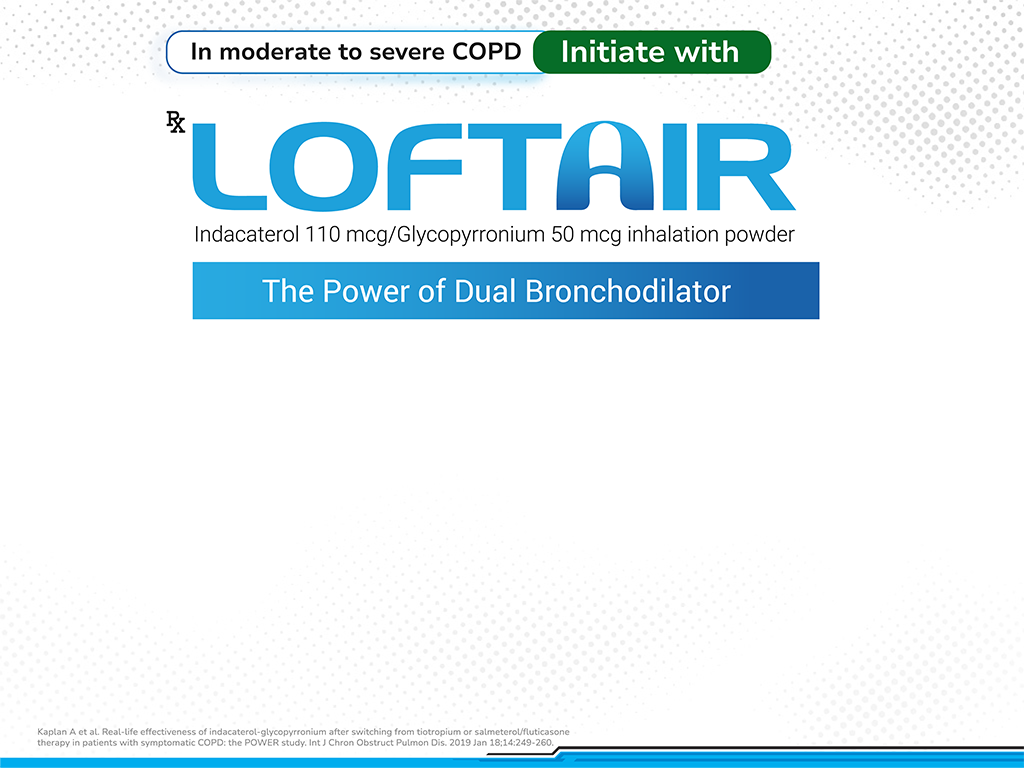 In moderate to severe COPD Initiate with
Rx LOFTAIR
Indacaterol 110 mcg/Glycopyrronium 50 mcg inhalation powder
The Power of Dual Bronchodilator
Kaplan A et al. Real-life effectiveness of indacaterol-glycopyrronium after switching from tiotropium or salmeterol/fluticasone
therapy in patients with symptomatic COPD: the POWER study. Int J Chron Obstruct Pulmon Dis. 2019 Jan 18;14:249-260.